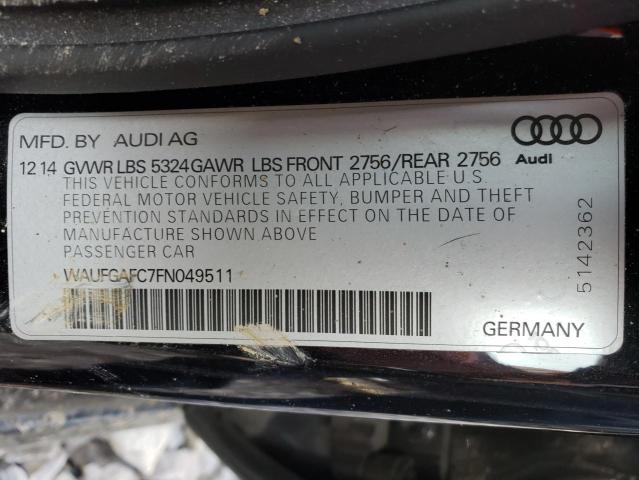 MFD. BY AUDI AG
12 14 GVWR LBS 5324 GAWR LBS FRONT 2756/REAR 2756 Audi
THIS VEHICLE CONFORMS TO ALL APPLICABLE U.S.
FEDERAL MOTOR VEHICLE SAFETY, BUMPER AND THEFT
PREVENTION STANDARDS IN EFFECT ON THE DATE OF
MANUFACTURE SHOWN ABOVE
PASSENGER CAR
WAUFGAFC7FN049511
GERMANY
5142362